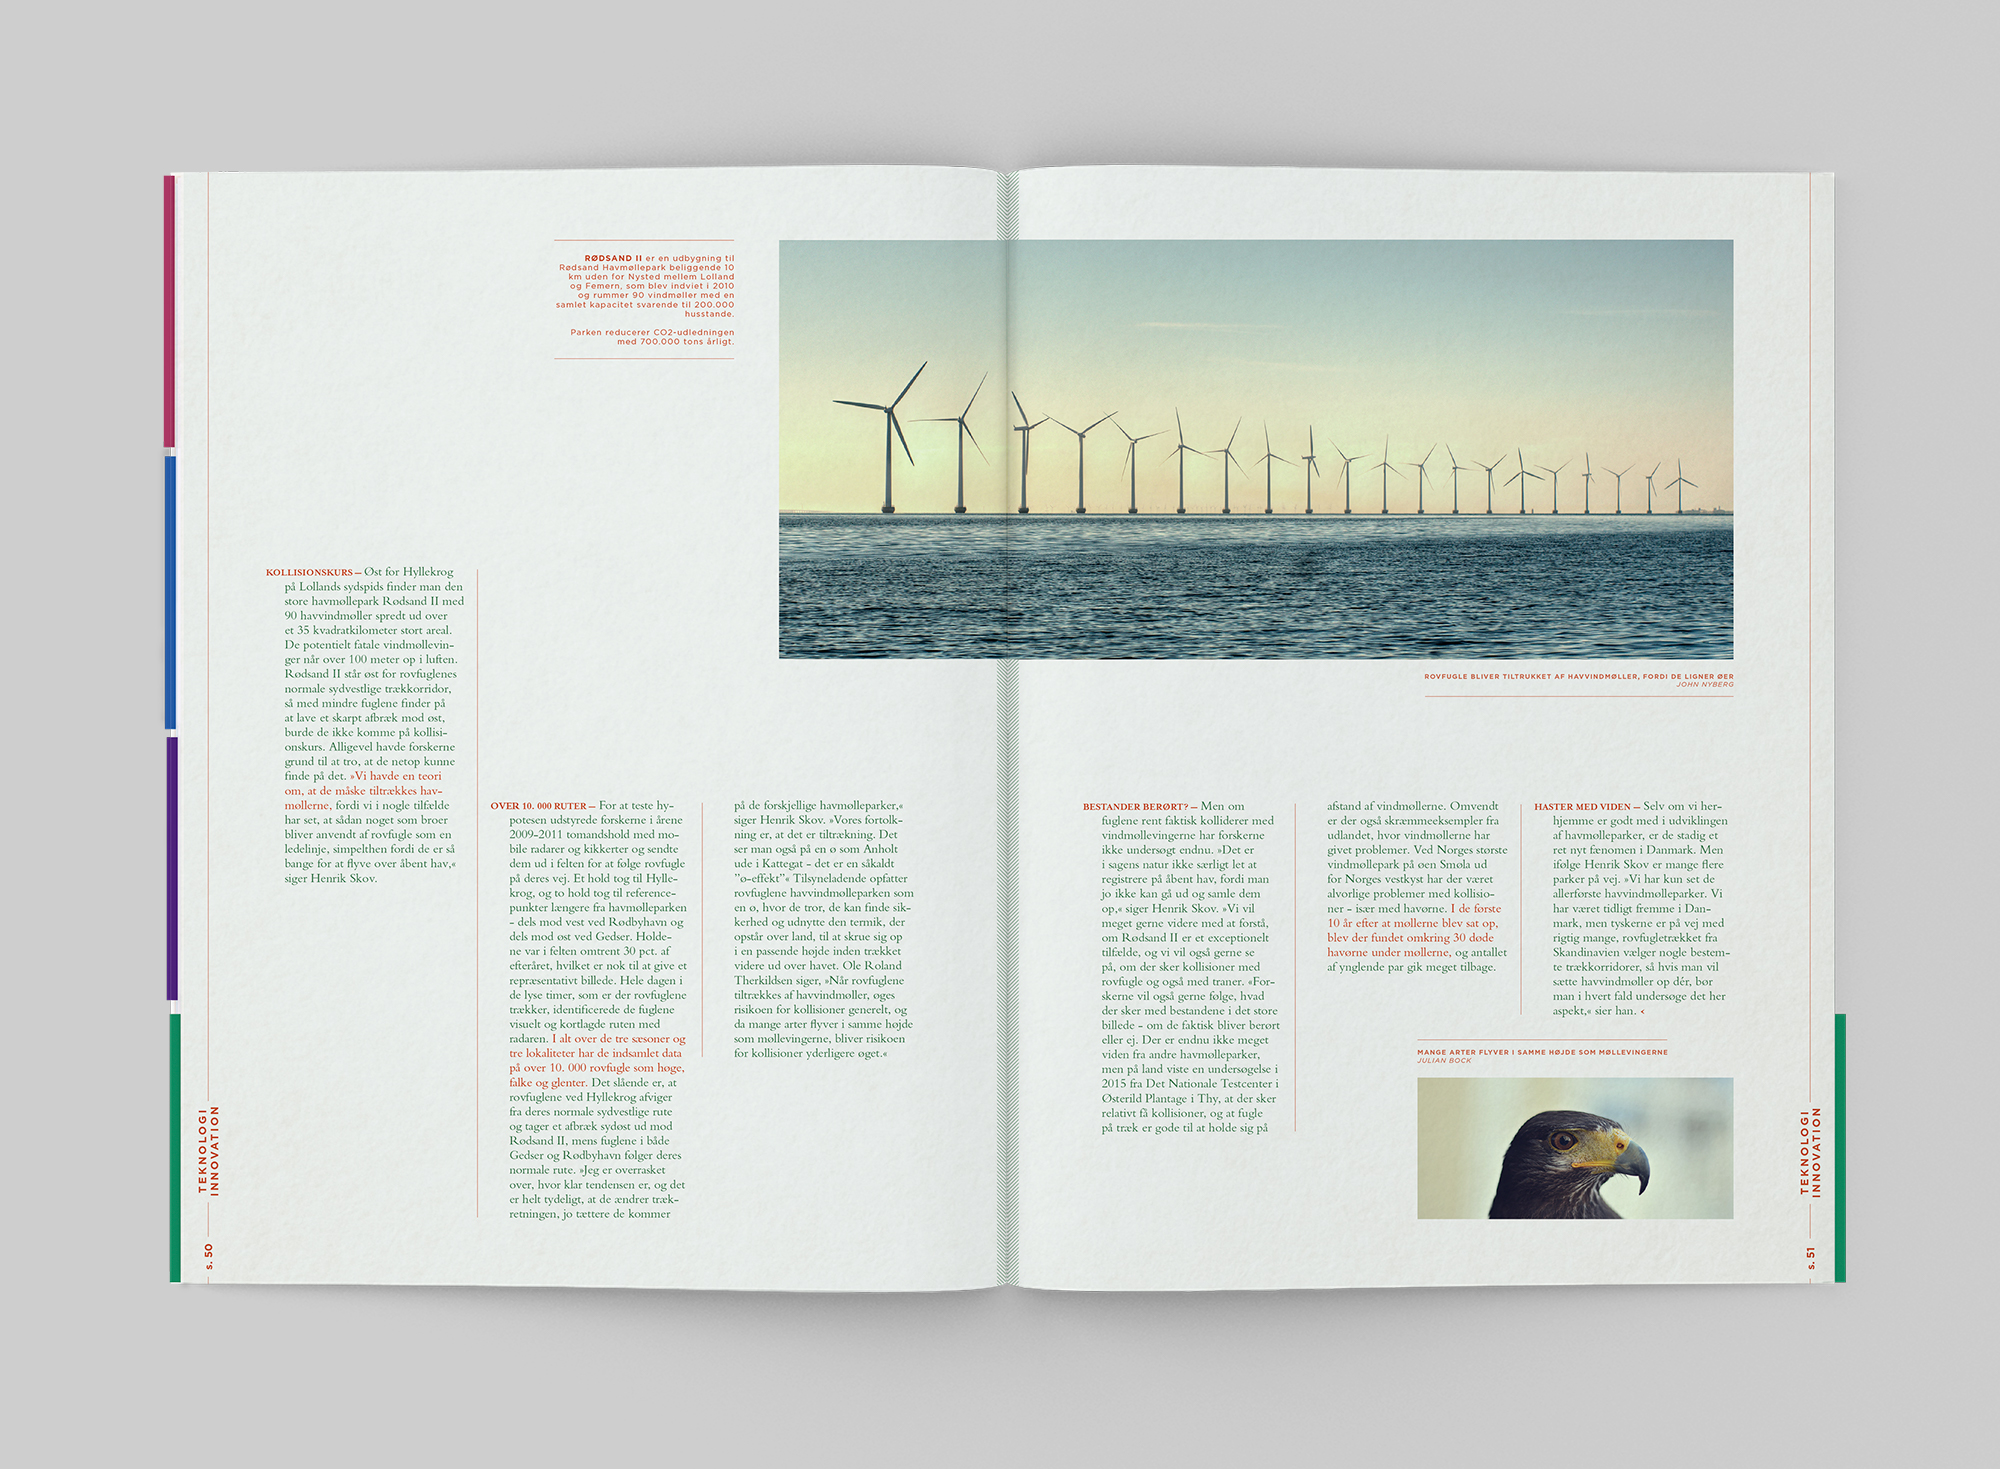 RØDSAND II er en udbygning til
Rødsand Havmøllepark beliggende 10
km uden for Nysted mellem Lolland
og Femern, som blev indviet i 2010
og rummer 90 vindmøller med en
samlet kapacitet svarende til 200.000
husstande.
Parken reducerer CO2-udledningen
med 700.000 tons årligt.
KOLLISIONSKURS – Øst for Hyllekrog
på Lollands sydspids finder man den
store havmøllepark Rødsand II med
90 havvindmøller spredt ud over
et 35 kvadratkilometer stort areal.
De potentielt fatale vindmøllevin-
ger når over 100 meter op i luften.
Rødsand II står øst for rovfuglenes
normale sydvestlige trækkorridor,
så med mindre fuglene finder på
at lave et skarpt afbræk mod øst,
burde de ikke komme på kollisi-
onskurs. Alligevel havde forskerne
grund til at tro, at de netop kunne
finde på det. »Vi havde en teori
om, at de måske tiltrækkes hav-
møllerne, fordi vi i nogle tilfælde
har set, at sådan noget som broer
bliver anvendt af rovfugle som en
ledelinje, simpelthen fordi de er så
bange for at flyve over åbent hav,«
siger Henrik Skov.
OVER 10. 000 RUTER – For at teste hy-
potesen udstyrede forskerne i årene
2009-2011 tomandshold med mo-
bile radarer og kikkerter og sendte
dem ud i felten for at følge rovfugle
på deres vej. Et hold tog til Hylle-
krog, og to hold tog til reference-
punkter længere fra havmølleparken
- dels mod vest ved Rødbyhavn og
dels mod øst ved Gedser. Holde-
ne var i felten omtrent 30 pct. af
efteråret, hvilket er nok til at give et
repræsentativt billede. Hele dagen i
de lyse timer, som er der rovfuglene
trækker, identificerede de fuglene
visuelt og kortlagde ruten med
radaren. I alt over de tre sæsoner og
tre lokaliteter har de indsamlet data
på over 10. 000 rovfugle som høge,
falke og glenter. Det slående er, at
rovfuglene ved Hyllekrog afviger
fra deres normale sydvestlige rute
og tager et afbræk sydøst ud mod
Rødsand II, mens fuglene i både
Gedser og Rødbyhavn følger deres
normale rute. »Jeg er overrasket
over, hvor klar tendensen er, og det
er helt tydeligt, at de ændrer træk-
retningen, jo tættere de kommer
på de forskjellige havmølleparker,«
siger Henrik Skov. »Vores fortolk-
ning er, at det er tiltrækning. Det
ser man også på en ø som Anholt
ude i Kattegat - det er en såkaldt
”ø-effekt”« Tilsyneladende opfatter
rovfuglene havvindmølleparken som
en ø, hvor de tror, de kan finde sik-
kerhed og udnytte den termik, der
opstår over land, til at skrue sig op
i en passende højde inden trækket
videre ud over havet. Ole Roland
Therkildsen siger, »Når rovfuglene
tiltrækkes af havvindmøller, øges
risikoen for kollisioner generelt, og
da mange arter flyver i samme højde
som møllevingerne, bliver risikoen
for kollisioner yderligere øget.«
TEKNOLOGI
INNOVATION
s. 50
ROVFUGLE BLIVER TILTRUKKET AF HAVVINDMØLLER, FORDI DE LIGNER ØER
JOHN NYBERG
BESTANDER BERØRT? – Men om
fuglene rent faktisk kolliderer med
vindmøllevingerne har forskerne
ikke undersøgt endnu. »Det er
i sagens natur ikke særligt let at
registrere på åbent hav, fordi man
jo ikke kan gå ud og samle dem
op,« siger Henrik Skov. »Vi vil
meget gerne videre med at forstå,
om Rødsand II er et exceptionelt
tilfælde, og vi vil også gerne se
på, om der sker kollisioner med
rovfugle og også med traner. «For-
skerne vil også gerne følge, hvad
der sker med bestandene i det store
billede - om de faktisk bliver berørt
eller ej. Der er endnu ikke meget
viden fra andre havmølleparker,
men på land viste en undersøgelse i
2015 fra Det Nationale Testcenter i
Østerild Plantage i Thy, at der sker
relativt få kollisioner, og at fugle
på træk er gode til at holde sig på
afstand af vindmøllerne. Omvendt
er der også skræmmeeksempler fra
udlandet, hvor vindmøllerne har
givet problemer. Ved Norges største
vindmøllepark på øen Smøla ud
for Norges vestkyst har der været
alvorlige problemer med kollisio-
ner - især med havørne. I de første
10 år efter at møllerne blev sat op,
blev der fundet omkring 30 døde
havørne under møllerne, og antallet
af ynglende par gik meget tilbage.
HASTER MED VIDEN – Selv om vi her-
hjemme er godt med i udviklingen
af havmølleparker, er de stadig et
ret nyt fænomen i Danmark. Men
ifølge Henrik Skov er mange flere
parker på vej. »Vi har kun set de
allerførste havvindmølleparker. Vi
har været tidligt fremme i Dan-
mark, men tyskerne er på vej med
rigtig mange, rovfugletrækket fra
Skandinavien vælger nogle bestem-
te trækkorridorer, så hvis man vil
sætte havvindmøller op dér, bør
man i hvert fald undersøge det her
aspekt,« sier han. ‹
MANGE ARTER FLYVER I SAMME HØJDE SOM MØLLEVINGERNE
JULIAN BOCK
TEKNOLOGI
INNOVATION
s. 51